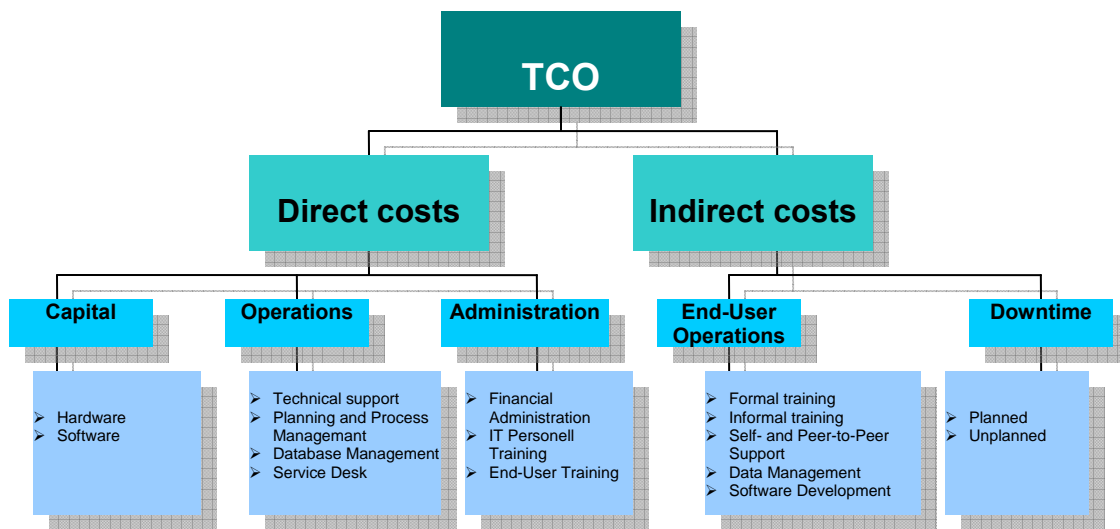 TCO
Direct costs
Indirect costs
Capital
Operations
Administration
End-User
Operations
Downtime
Hardware
Software
Technical support
Planning and Process
Managemant
Database Management
Service Desk
Financial
Administration
IT Personell
Training
End-User Training
Formal training
Informal training
Self- and Peer-to-Peer
Support
Data Management
Software Development
Planned
Unplanned